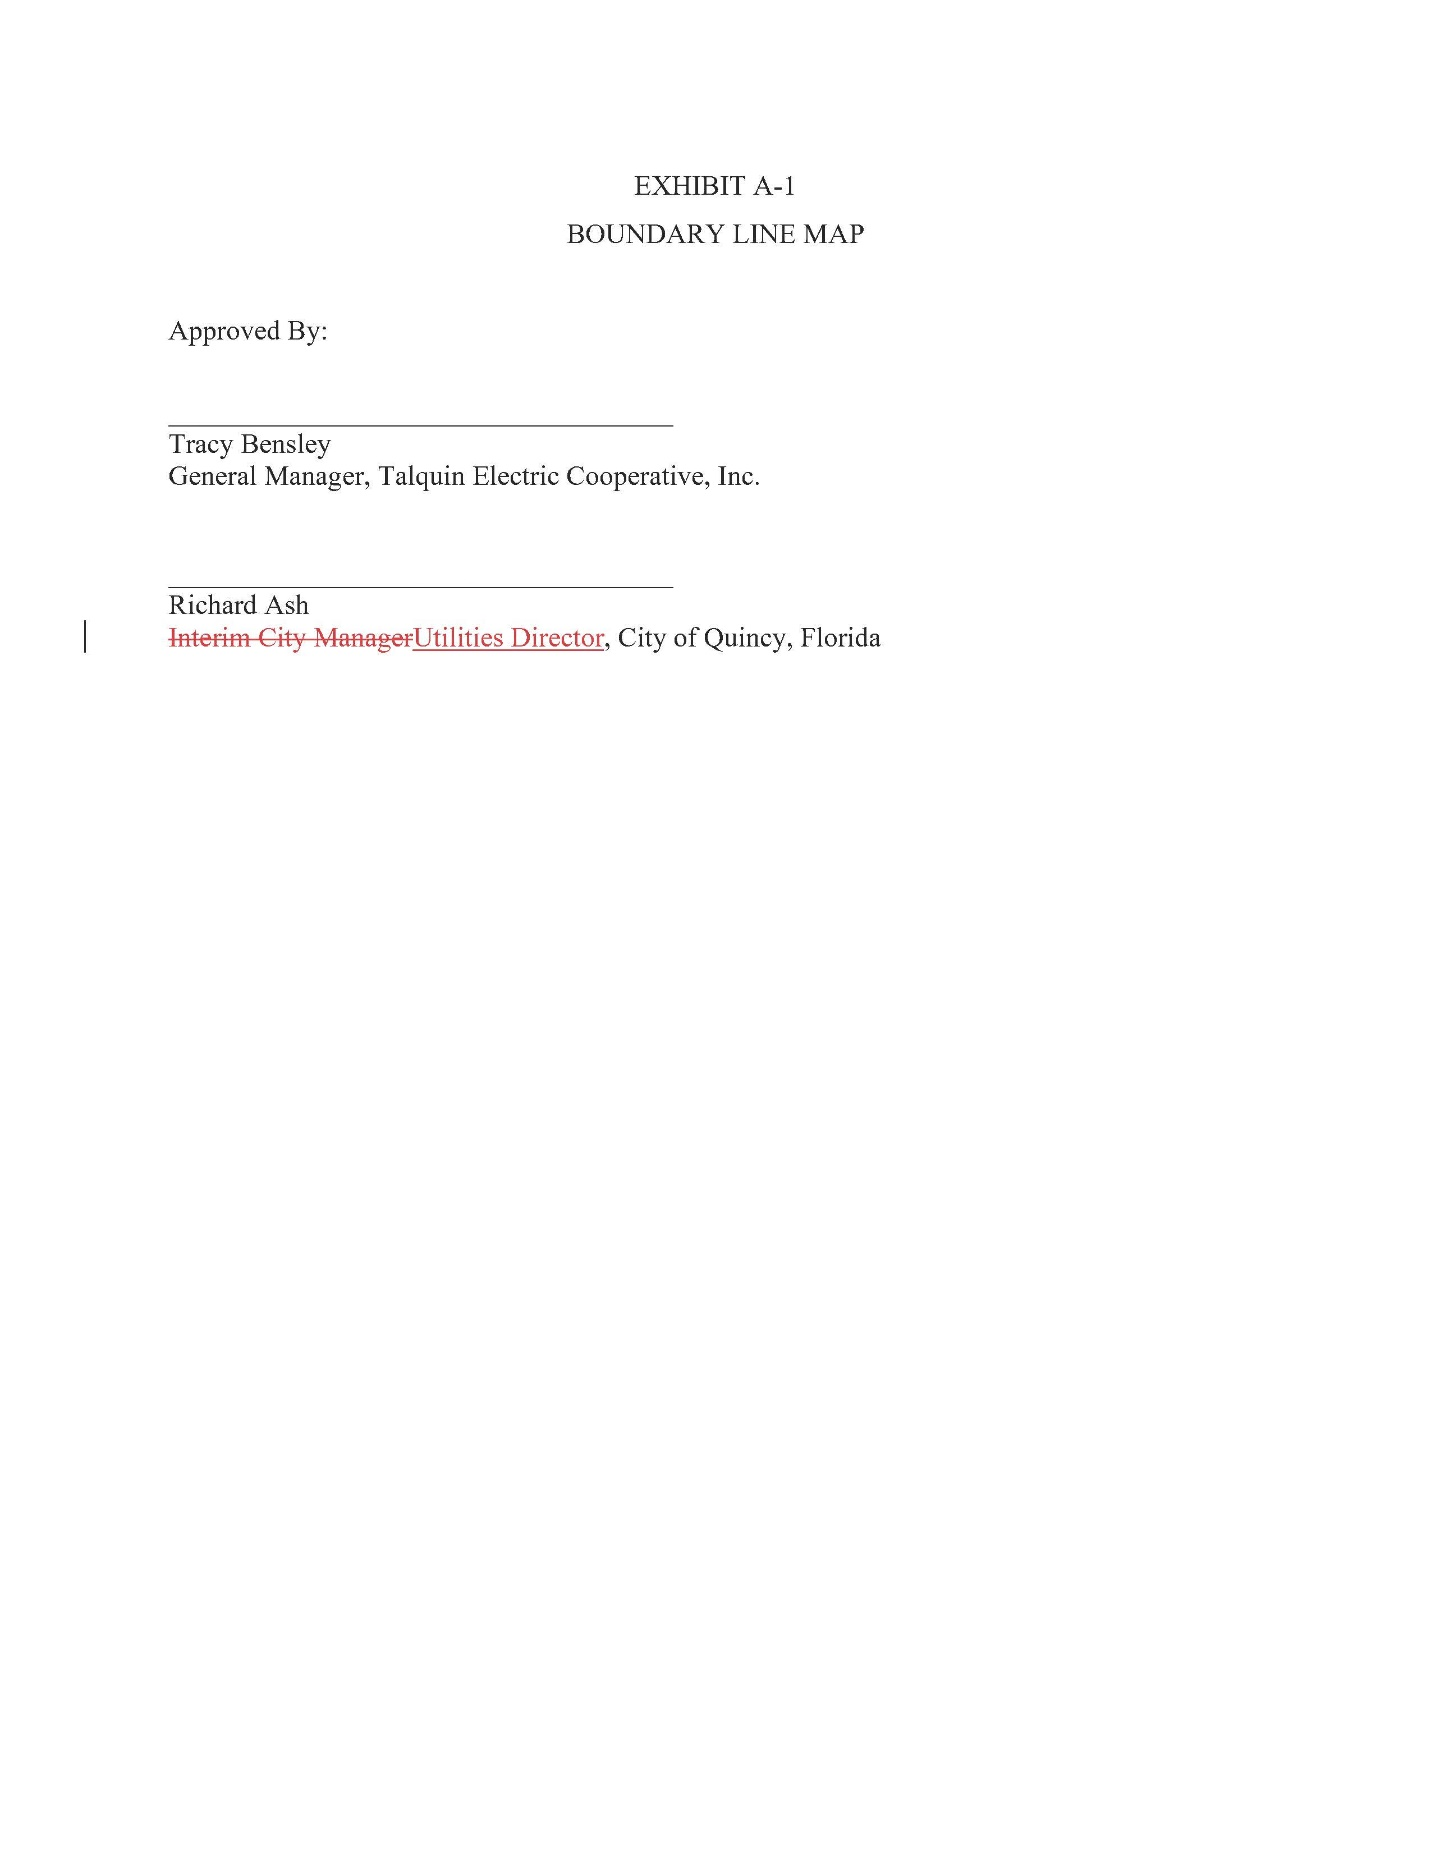 EXHIBIT A-1
BOUNDARY LINE MAP
Approved By:
Tracy Bensley
General Manager, Talquin Electric Cooperative, Inc.
Richard Ash
Interim City ManagerUtilities Director, City of Quincy, Florida